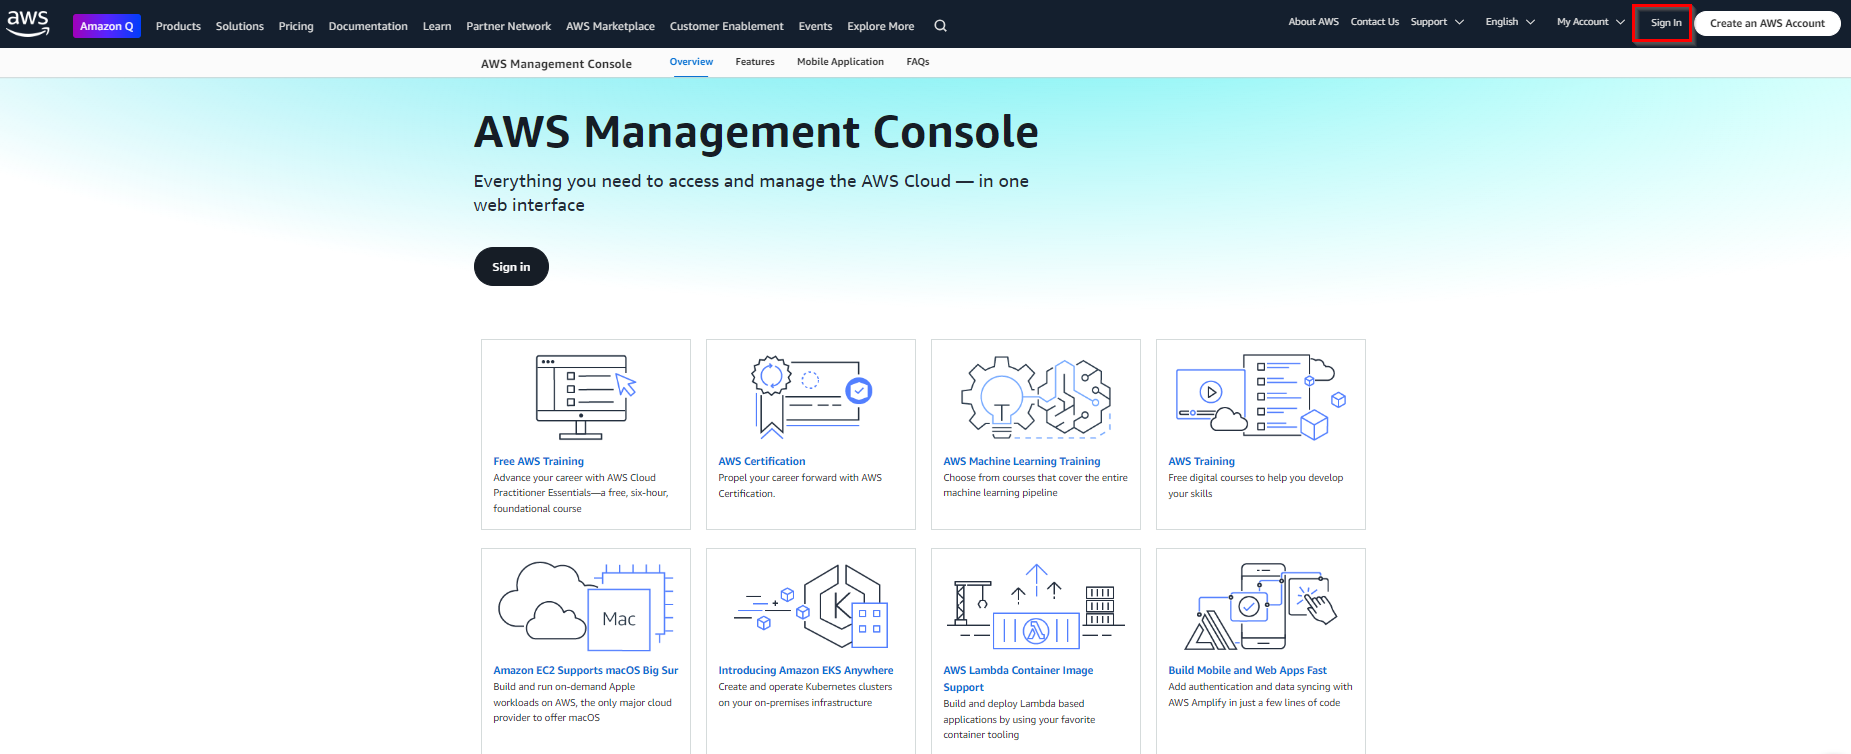 aws
Amazon Q Products Solutions Pricing Documentation Learn Partner Network AWS Marketplace Customer Enablement Events Explore More
About AWS Contact Us Support English My Account Sign In Create an AWS Account
AWS Management Console Overview Features Mobile Application FAQs
AWS Management Console
Everything you need to access and manage the AWS Cloud — in one
web interface
Sign in
Free AWS Training
Advance your career with AWS Cloud
Practitioner Essentials—a free, six-hour,
foundational course
AWS Certification
Propel your career forward with AWS
Certification.
AWS Machine Learning Training
Choose from courses that cover the entire
machine learning pipeline
AWS Training
Free digital courses to help you develop
your skills
Mac
Amazon EC2 Supports macOS Big Sur
Build and run on-demand Apple
workloads on AWS, the only major cloud
provider to offer macOS
K
Introducing Amazon EKS Anywhere
Create and operate Kubernetes clusters
on your on-premises infrastructure
AWS Lambda Container Image
Support
Build and deploy Lambda based
applications by using your favorite
container tooling
Build Mobile and Web Apps Fast
Add authentication and data syncing with
AWS Amplify in just a few lines of code